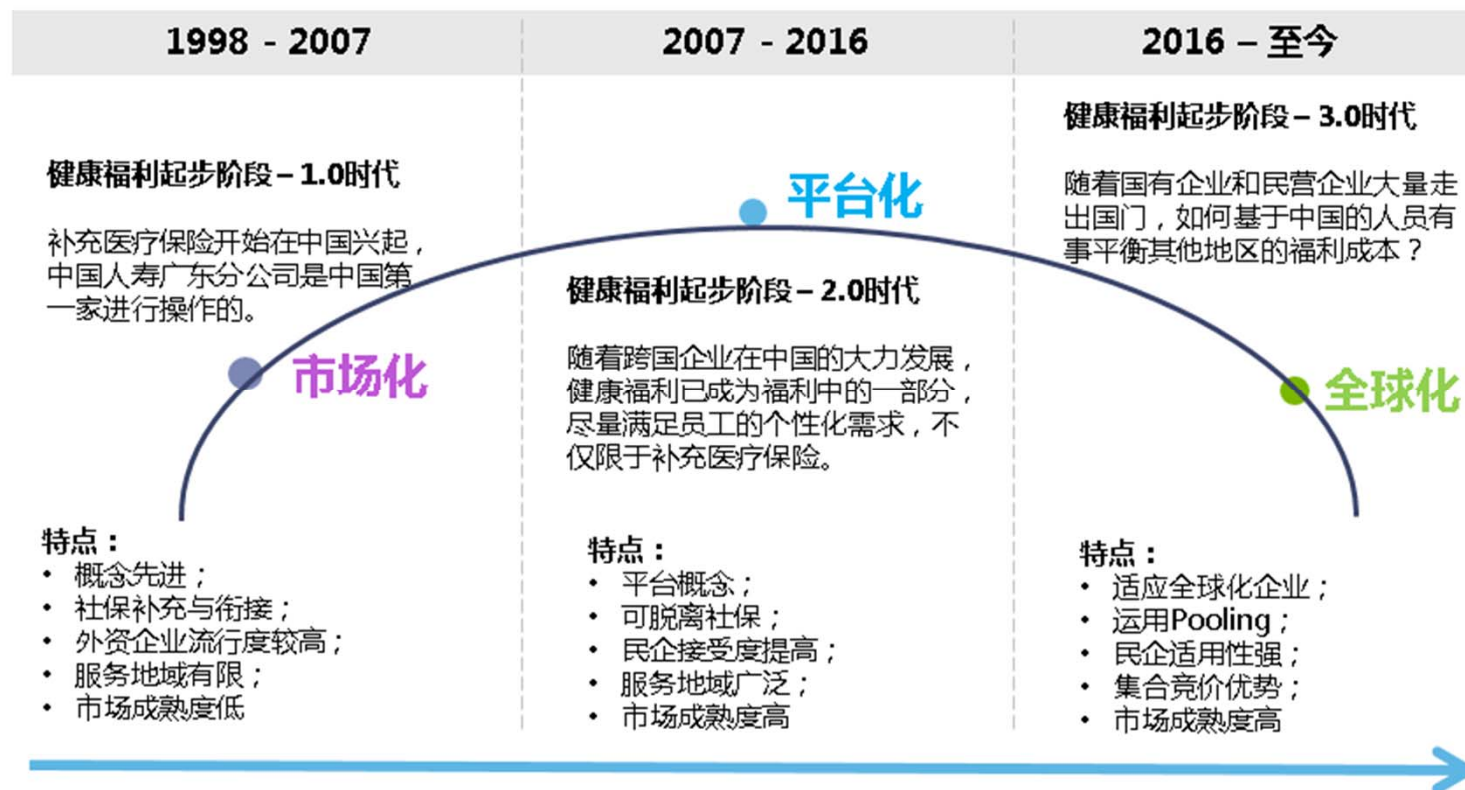 1998 - 2007
健康福利起步阶段 – 1.0时代
补充医疗保险开始在中国兴起，
中国人寿广东分公司是中国第
一家进行操作的。
市场化
特点：
• 概念先进；
• 社保补充与衔接；
• 外资企业流行度较高；
• 服务地域有限；
• 市场成熟度低
2007 - 2016
平台化
健康福利起步阶段 – 2.0时代
随着跨国企业在中国的大力发展，
健康福利已成为福利中的一部分，
尽量满足员工的个性化需求，不
仅限于补充医疗保险。
特点：
• 平台概念；
• 可脱离社保；
• 民企接受度提高；
• 服务地域广泛；
• 市场成熟度高
2016 – 至今
健康福利起步阶段 – 3.0时代
随着国有企业和民营企业大量走
出国门，如何基于中国的人员有
事平衡其他地区的福利成本？
全球化
特点：
• 适应全球化企业；
• 运用Pooling；
• 民企适用性强；
• 集合竞价优势；
• 市场成熟度高